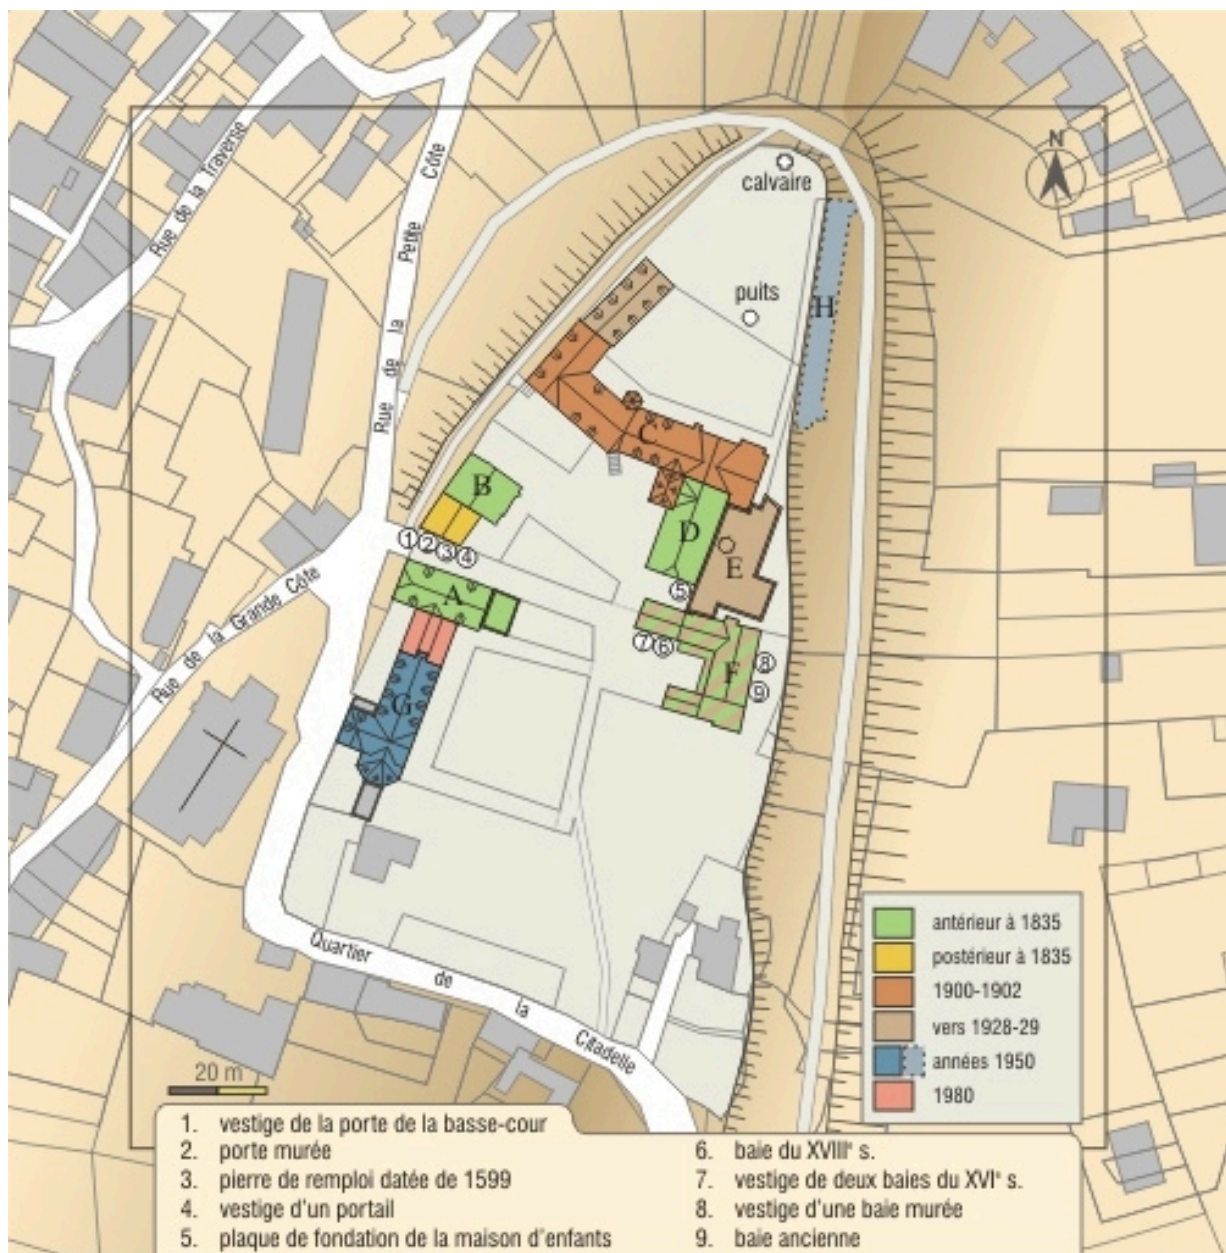 Rue de la Traverse
Rue de la Petite Côte
N
calvaire
puits
H
C
B
D
E
1 2 3 4
5
A
7 6
F
8
9
G
Rue de la Grande Côte
Quartier de la Citadelle
antérieur à 1835
postérieur à 1835
1900-1902
vers 1928-29
années 1950
1980
20 m
1. vestige de la porte de la basse-cour
2. porte murée
3. pierre de remploi datée de 1599
4. vestige d'un portail
5. plaque de fondation de la maison d'enfants
6. baie du XVIIIᵉ s.
7. vestige de deux baies du XVIᵉ s.
8. vestige d'une baie murée
9. baie ancienne